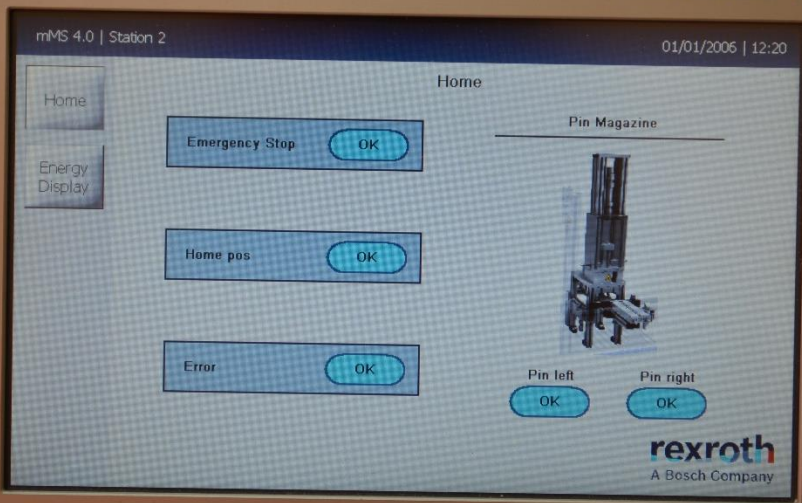 mMS 4.0 | Station 2
01/01/2006 | 12:20
Home
Home
Energy
Display
Emergency Stop OK
Home pos OK
Error OK
Pin Magazine
Pin left
Pin right
OK
OK
rexroth
A Bosch Company